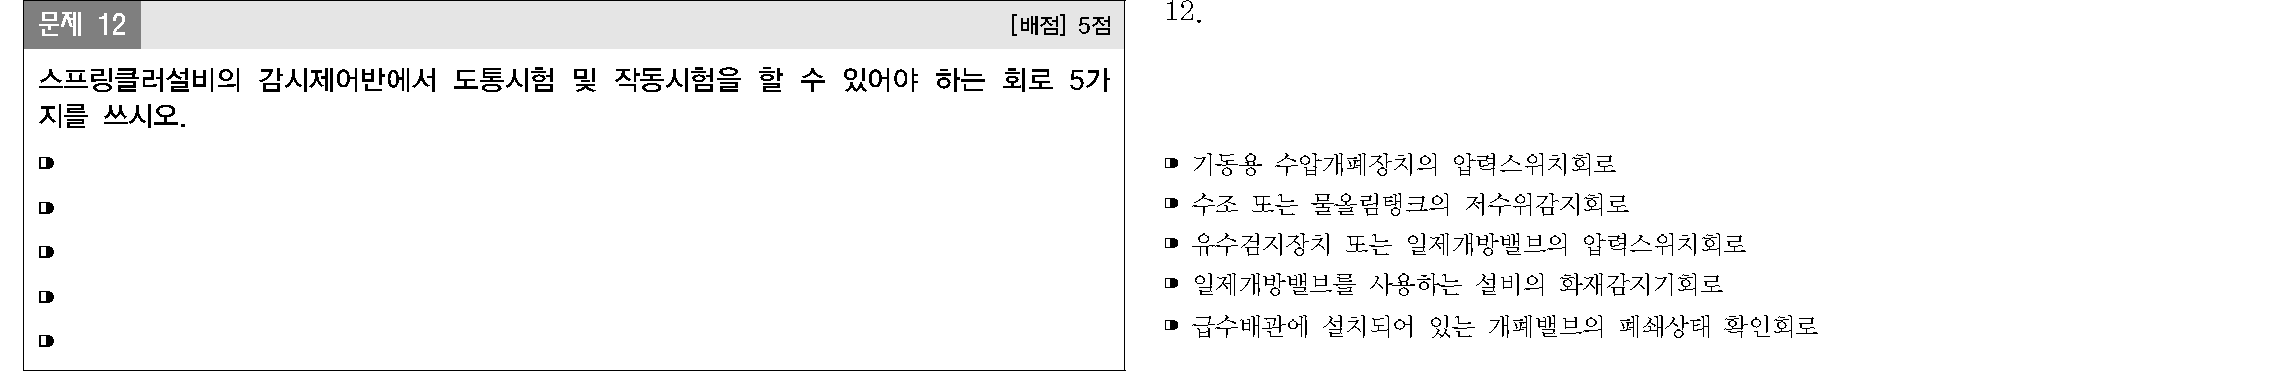 문제 12
[배점] 5점
스프링클러설비의 감시제어반에서 도통시험 및 작동시험을 할 수 있어야 하는 회로 5가
지를 쓰시오.
12.
기동용 수압개폐장치의 압력스위치회로
수조 또는 물올림탱크의 저수위감지회로
유수검지장치 또는 일제개방밸브의 압력스위치회로
일제개방밸브를 사용하는 설비의 화재감지기회로
급수배관에 설치되어 있는 개폐밸브의 폐쇄상태 확인회로